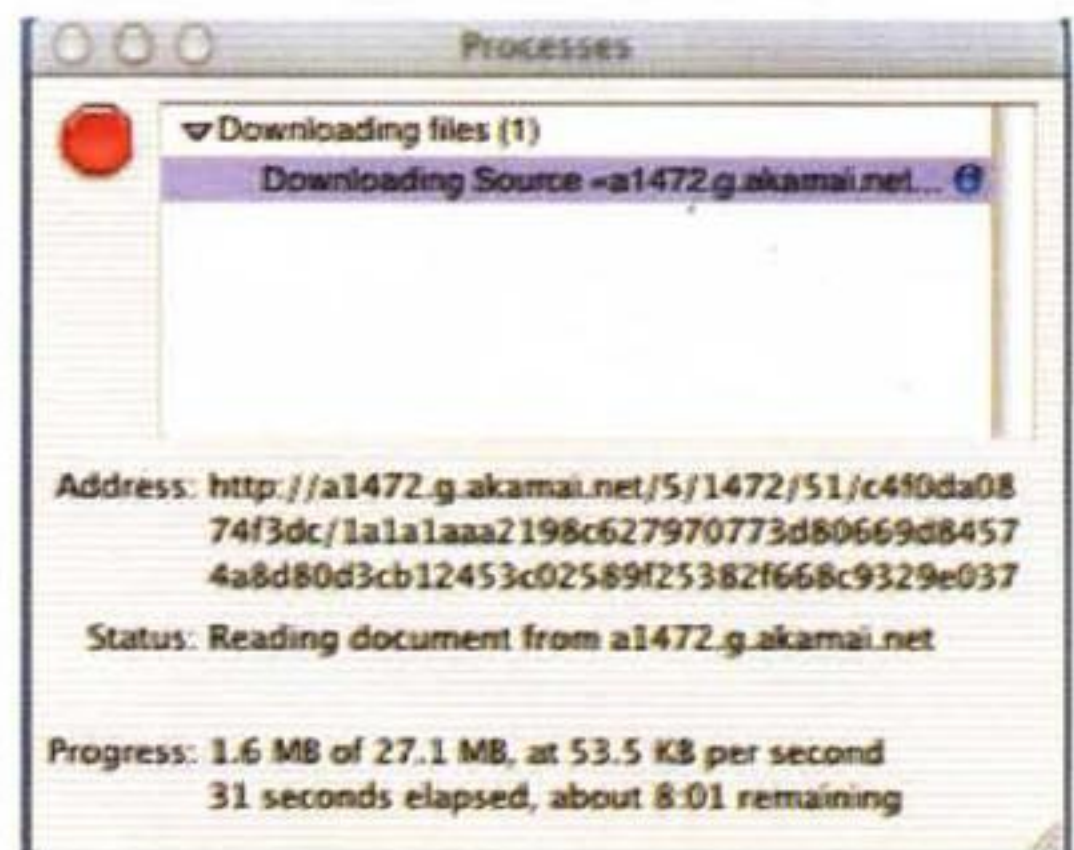 Processes
Downloading files (1)
Downloading Source «a1472.g.akamai.net...
Address: http://a1472.g.akamai.net/5/1472/51/c4f0da08
74f3dc/1a1a1aaa2198c627970773d80669d8457
4a8d80d3cb12453c02589f25382f668c9329e037
Status: Reading document from a1472.g.akamai.net
Progress: 1.6 MB of 27.1 MB, at 53.5 KB per second
31 seconds elapsed, about 8:01 remaining